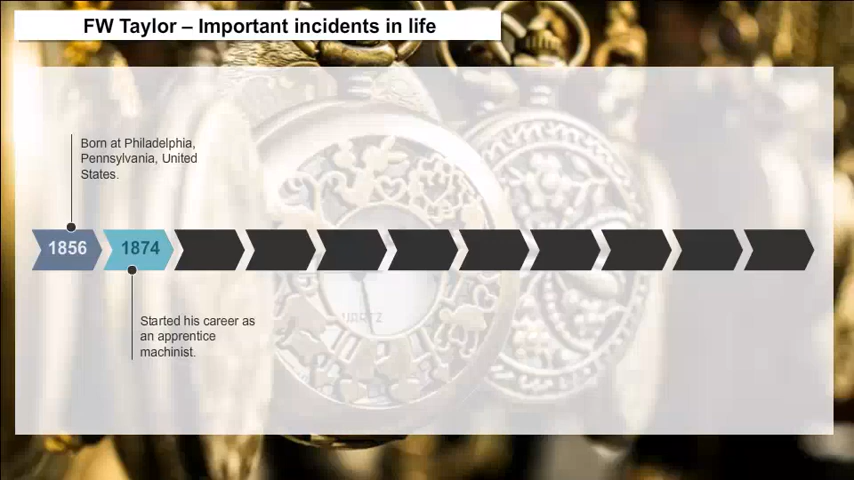 FW Taylor – Important incidents in life
Born at Philadelphia,
Pennsylvania, United
States.
1856
1874
Started his career as
an apprentice
machinist.